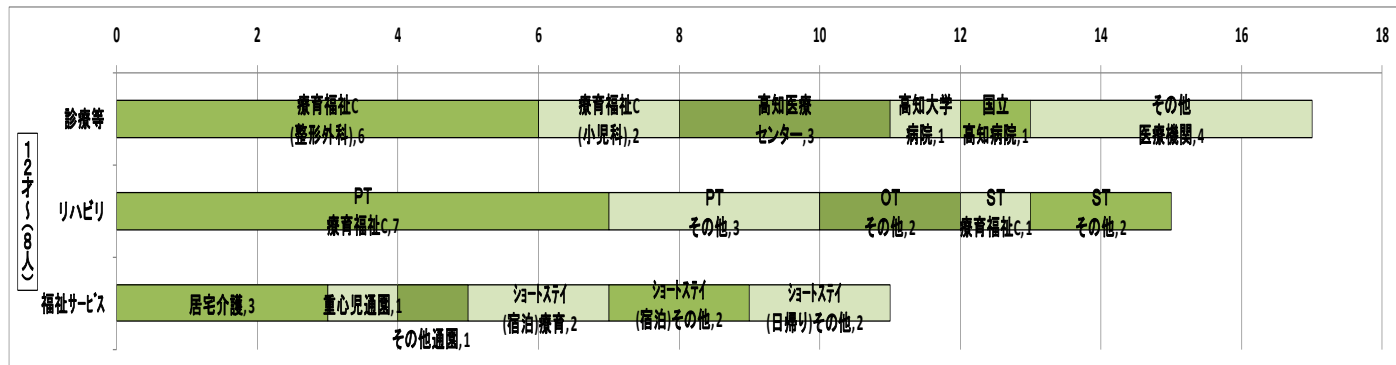 0 2 4 6 8 10 12 14 16 18
12才~(8人)
診療等
療育福祉C
(整形外科),6
療育福祉C
(小児科),2
高知医療
センター,3
高知大学
病院,1
国立
高知病院,1
その他
医療機関,4
リハビリ
PT
療育福祉C,7
PT
その他,3
OT
その他,2
ST
療育福祉C,1
ST
その他,2
福祉サービス
居宅介護,3
重心児通園,1
その他通園,1
ショートステイ
(宿泊)療育,2
ショートステイ
(宿泊)その他,2
ショートステイ
(日帰り)その他,2